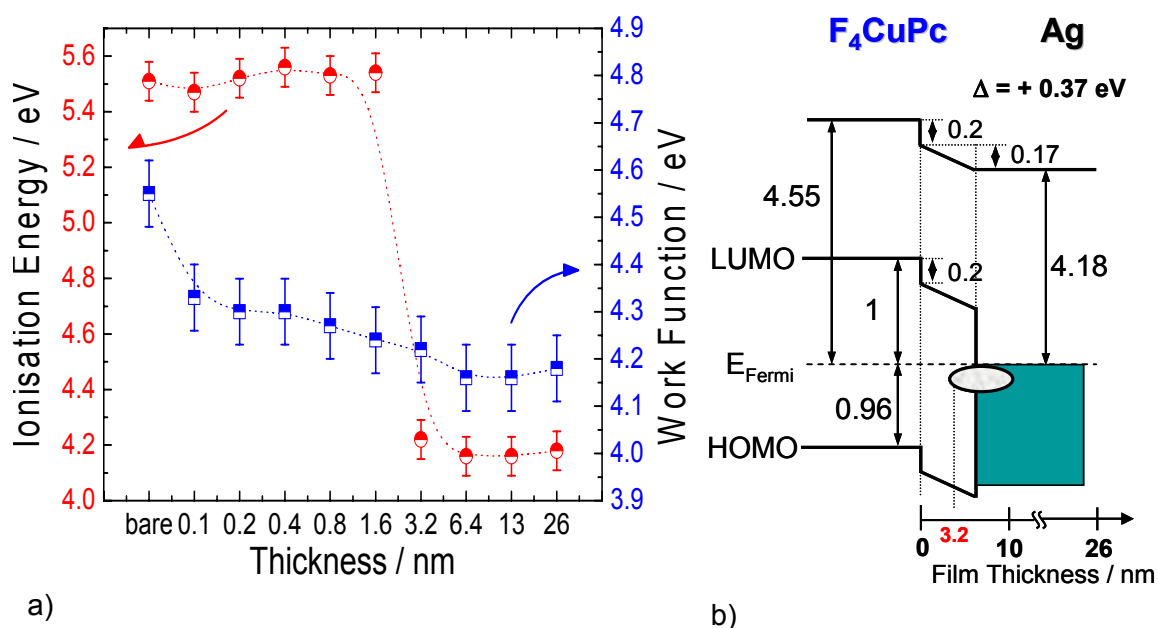 a)
Ionisation Energy / eV
5.6
5.4
5.2
5.0
4.8
4.6
4.4
4.2
4.0
bare 0.1 0.2 0.4 0.8 1.6 3.2 6.4 13 26
Thickness / nm
4.9
4.8
4.7
4.6
4.5
4.4
4.3
4.2
4.1
4.0
3.9
Work Function / eV
b)
F₄CuPc Ag
Δ = + 0.37 eV
0.2
0.17
4.55
LUMO
0.2
4.18
1
E_Fermi
0.96
HOMO
0 3.2 10 26
Film Thickness / nm